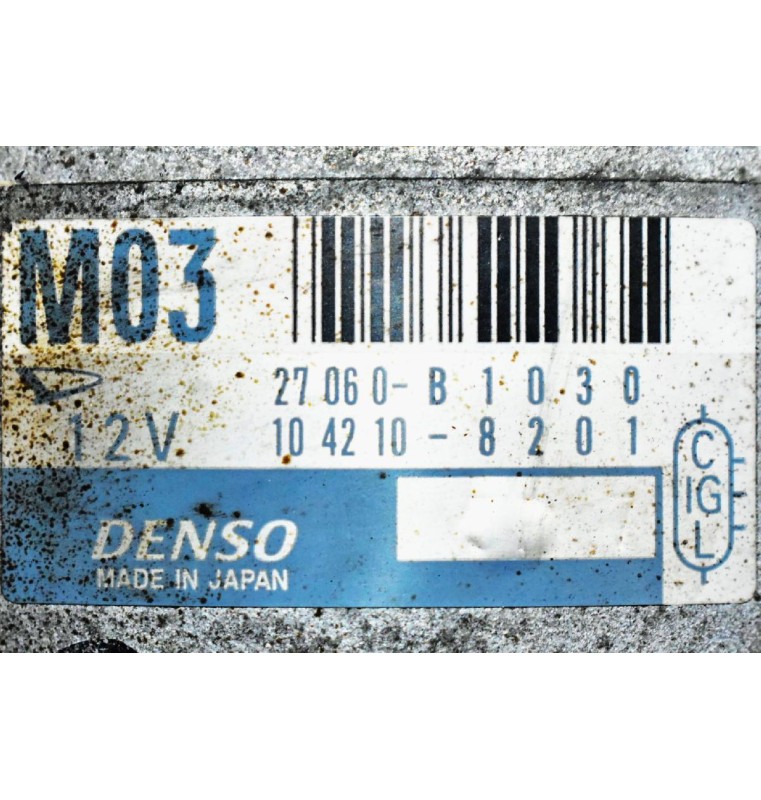 M03
27060-B1030
12V 104210-8201
DENSO
MADE IN JAPAN
C
IG
L